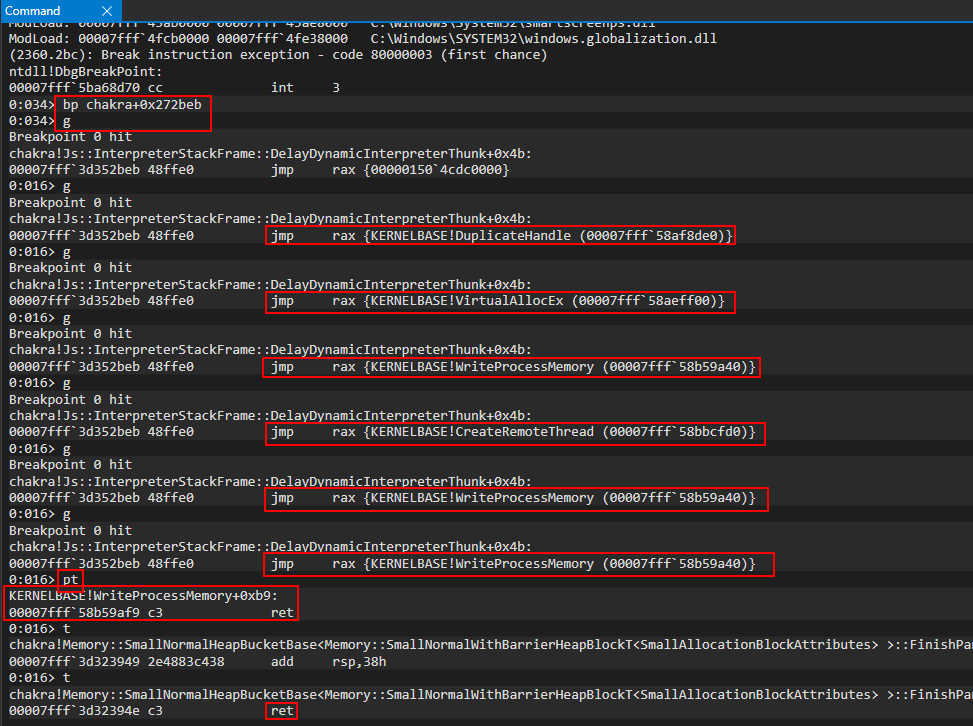 Command
ModLoad: 00007fff`43ab0000 00007fff`43ae8000   C:\Windows\System32\smartscreenps.dll
ModLoad: 00007fff`4fcb0000 00007fff`4fe38000   C:\Windows\SYSTEM32\windows.globalization.dll
(2360.2bc): Break instruction exception - code 80000003 (first chance)
ntdll!DbgBreakPoint:
00007fff`5ba68d70 cc              int     3
0:034> bp chakra+0x272beb
0:034> g
Breakpoint 0 hit
chakra!Js::InterpreterStackFrame::DelayDynamicInterpreterThunk+0x4b:
00007fff`3d352beb 48ffe0          jmp     rax {00000150`4cdc0000}
0:016> g
Breakpoint 0 hit
chakra!Js::InterpreterStackFrame::DelayDynamicInterpreterThunk+0x4b:
00007fff`3d352beb 48ffe0          jmp     rax {KERNELBASE!DuplicateHandle (00007fff`58af8de0)}
0:016> g
Breakpoint 0 hit
chakra!Js::InterpreterStackFrame::DelayDynamicInterpreterThunk+0x4b:
00007fff`3d352beb 48ffe0          jmp     rax {KERNELBASE!VirtualAllocEx (00007fff`58aeff00)}
0:016> g
Breakpoint 0 hit
chakra!Js::InterpreterStackFrame::DelayDynamicInterpreterThunk+0x4b:
00007fff`3d352beb 48ffe0          jmp     rax {KERNELBASE!WriteProcessMemory (00007fff`58b59a40)}
0:016> g
Breakpoint 0 hit
chakra!Js::InterpreterStackFrame::DelayDynamicInterpreterThunk+0x4b:
00007fff`3d352beb 48ffe0          jmp     rax {KERNELBASE!CreateRemoteThread (00007fff`58bbcfd0)}
0:016> g
Breakpoint 0 hit
chakra!Js::InterpreterStackFrame::DelayDynamicInterpreterThunk+0x4b:
00007fff`3d352beb 48ffe0          jmp     rax {KERNELBASE!WriteProcessMemory (00007fff`58b59a40)}
0:016> g
Breakpoint 0 hit
chakra!Js::InterpreterStackFrame::DelayDynamicInterpreterThunk+0x4b:
00007fff`3d352beb 48ffe0          jmp     rax {KERNELBASE!WriteProcessMemory (00007fff`58b59a40)}
0:016> pt
KERNELBASE!WriteProcessMemory+0xb9:
00007fff`58b59af9 c3              ret
0:016> t
chakra!Memory::SmallNormalHeapBucketBase<Memory::SmallNormalWithBarrierHeapBlockT<SmallAllocationBlockAttributes> >::FinishPa
00007fff`3d323949 2e4883c438      add     rsp,38h
0:016> t
chakra!Memory::SmallNormalHeapBucketBase<Memory::SmallNormalWithBarrierHeapBlockT<SmallAllocationBlockAttributes> >::FinishPa
00007fff`3d32394e c3              ret